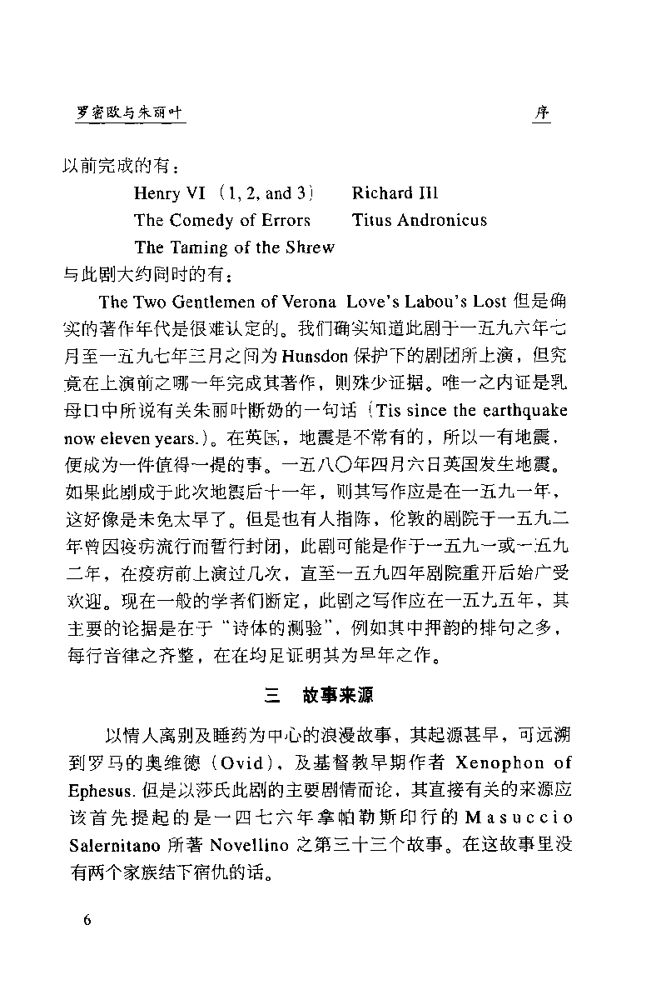 罗密欧与朱丽叶 序
以前完成的有：
Henry VI （1, 2, and 3） Richard III
The Comedy of Errors Titus Andronicus
The Taming of the Shrew
与此剧大约同时的有：
The Two Gentlemen of Verona Love's Labou's Lost 但是确
实的著作年代是很难认定的。我们确实知道此剧于一五九六年七
月至一五九七年三月之间为 Hunsdon 保护下的剧团所上演，但究
竟在上演前之哪一年完成其著作，则殊少证据。唯一之内证是乳
母口中所说有关朱丽叶断奶的一句话（Tis since the earthquake
now eleven years.）。在英国，地震是不常有的，所以一有地震，
便成为一件值得一提的事。一五八〇年四月六日英国发生地震。
如果此剧成于此次地震后十一年，则其写作应是在一五九一年，
这好像是未免太早了。但是也有人指陈，伦敦的剧院于一五九二
年曾因疫疠流行而暂行封闭，此剧可能是作于一五九一或一五九
二年，在疫疠前上演过几次，直至一五九四年剧院重开后始广受
欢迎。现在一般的学者们断定，此剧之写作应在一五九五年，其
主要的论据是在于“诗体的测验”，例如其中押韵的排句之多，
每行音律之齐整，在在均足证明其为早年之作。
三 故事来源
以情人离别及睡药为中心的浪漫故事，其起源甚早，可远溯
到罗马的奥维德（Ovid），及基督教早期作者 Xenophon of
Ephesus. 但是以莎氏此剧的主要剧情而论，其直接有关的来源应
该首先提起的是一四七六年拿帕勒斯印行的 Masuccio
Salernitano 所著 Novellino 之第三十三个故事。在这故事里没
有两个家族结下宿仇的话。
6